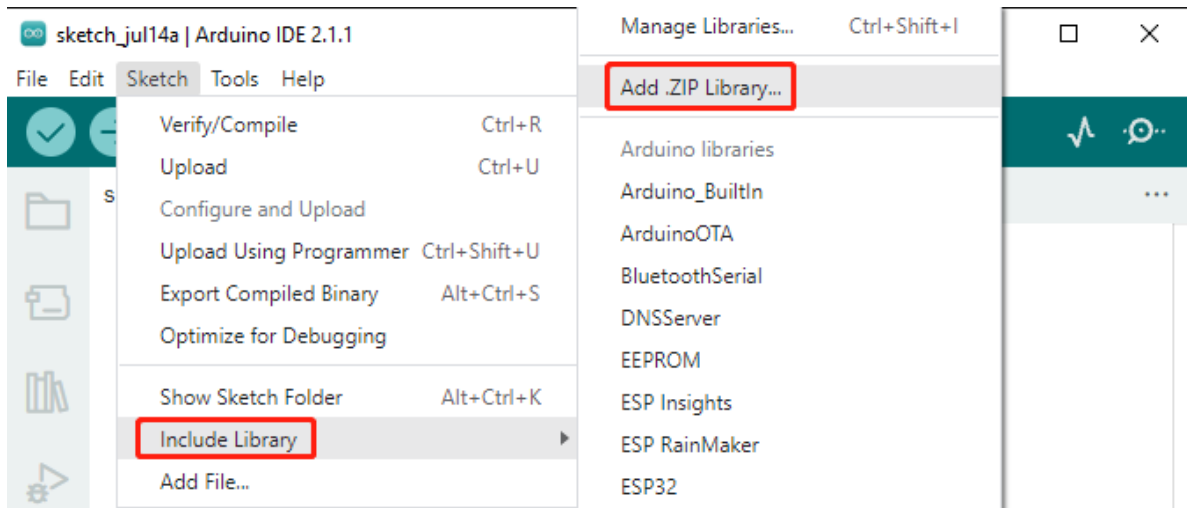 sketch_jul14a | Arduino IDE 2.1.1
File Edit Sketch Tools Help
Verify/Compile Ctrl+R
Upload Ctrl+U
Configure and Upload
Upload Using Programmer Ctrl+Shift+U
Export Compiled Binary Alt+Ctrl+S
Optimize for Debugging
Show Sketch Folder Alt+Ctrl+K
Include Library
Add File...
Manage Libraries... Ctrl+Shift+I
Add .ZIP Library...
Arduino libraries
Arduino_BuiltIn
ArduinoOTA
BluetoothSerial
DNSServer
EEPROM
ESP Insights
ESP RainMaker
ESP32
s